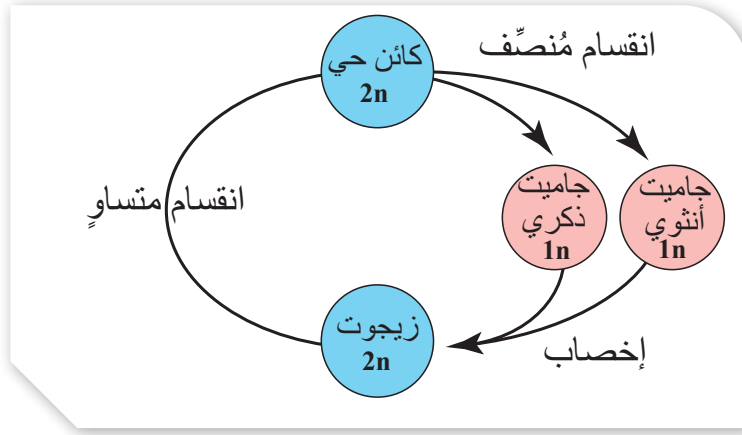 انقسام مُنصِّف
كائن حي
2n
جاميت
ذكري
1n
جاميت
أنثوي
1n
انقسام متساوٍ
إخصاب
زيجوت
2n